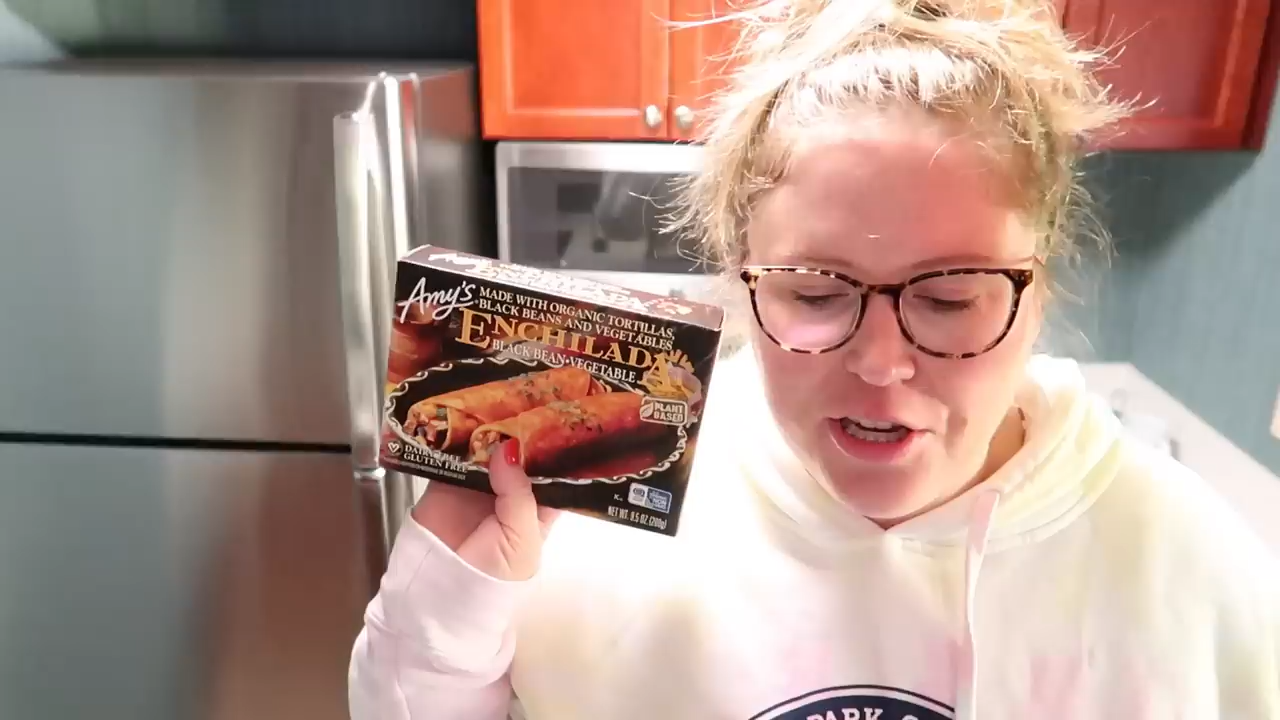 Amy's
MADE WITH ORGANIC TORTILLAS,
BLACK BEANS AND VEGETABLES
ENCHILADA
BLACK BEAN•VEGETABLE
PLANT
BASED
DAIRY FREE
GLUTEN FREE
K
NON
NET WT. 9.5 OZ. (269g)
PARK